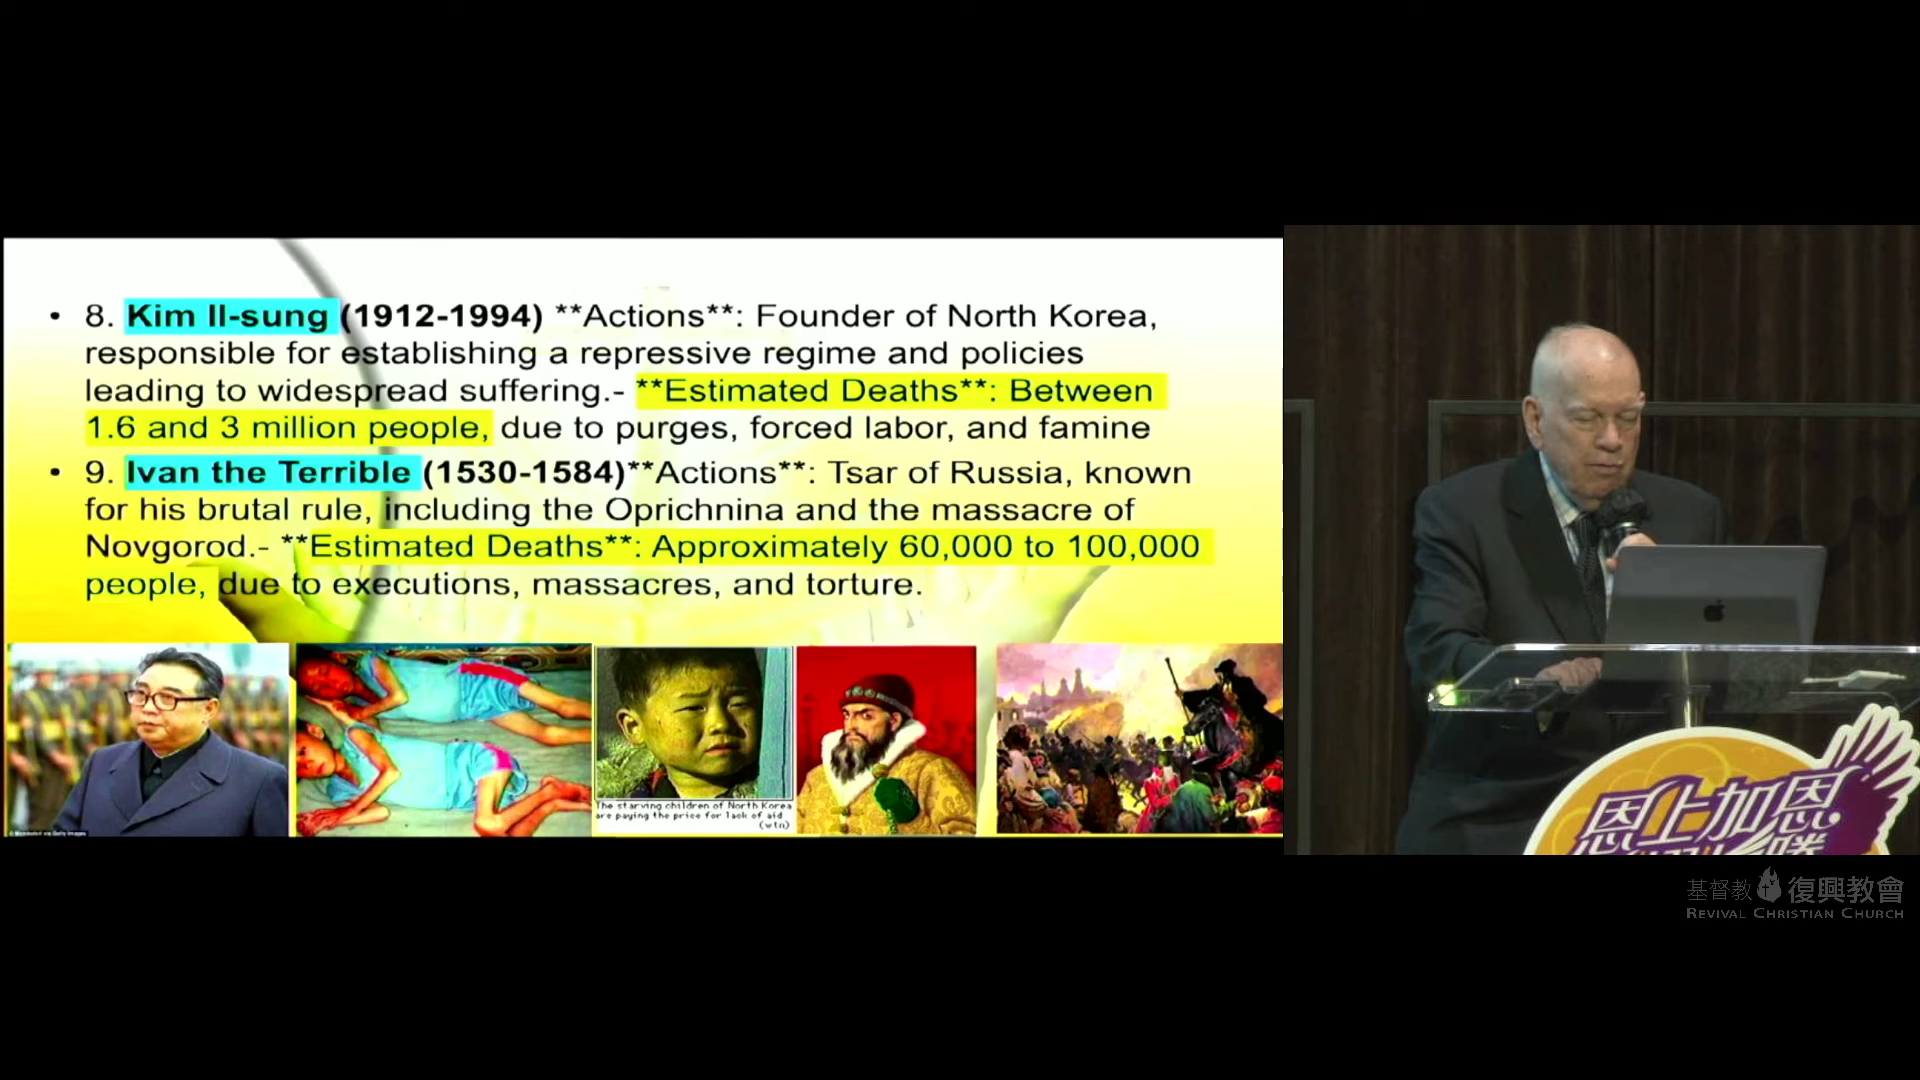 • 8. Kim Il-sung (1912-1994) **Actions**: Founder of North Korea,
responsible for establishing a repressive regime and policies
leading to widespread suffering.- **Estimated Deaths**: Between
1.6 and 3 million people, due to purges, forced labor, and famine
• 9. Ivan the Terrible (1530-1584)**Actions**: Tsar of Russia, known
for his brutal rule, including the Oprichnina and the massacre of
Novgorod.- **Estimated Deaths**: Approximately 60,000 to 100,000
people, due to executions, massacres, and torture.
The starving children of North Korea
are paying the price for lack of aid
(wtn)
恩上加恩
基督教 復興教會
REVIVAL CHRISTIAN CHURCH